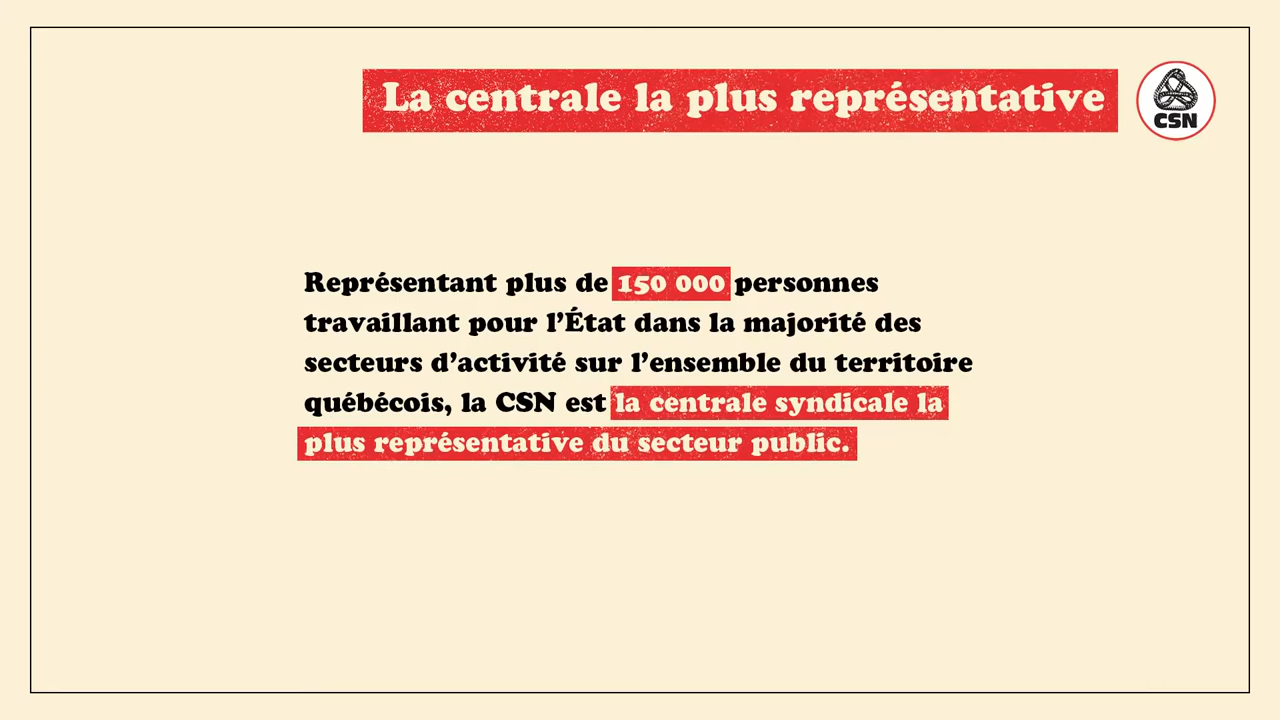 La centrale la plus représentative
CSN
Représentant plus de 150 000 personnes
travaillant pour l’État dans la majorité des
secteurs d’activité sur l’ensemble du territoire
québécois, la CSN est la centrale syndicale la
plus représentative du secteur public.